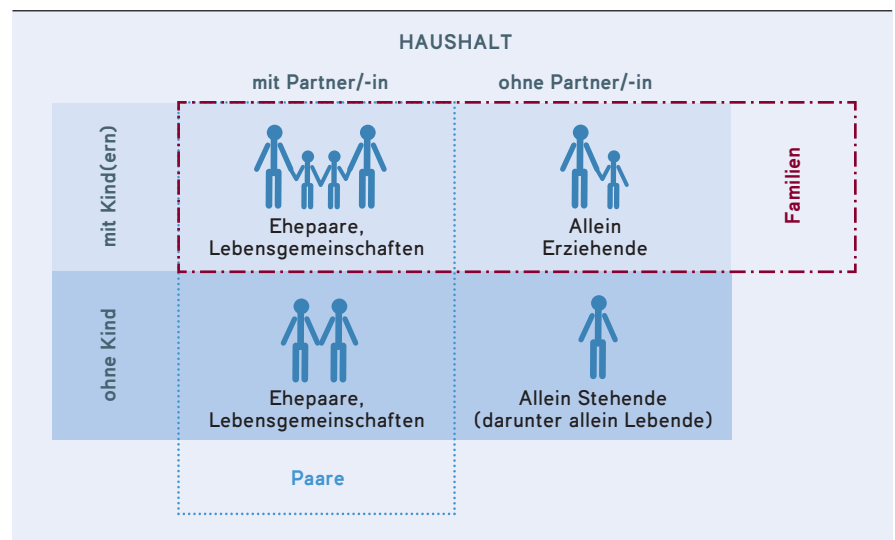 HAUSHALT
mit Partner/-in
ohne Partner/-in
mit Kind(ern)
Ehepaare,
Lebensgemeinschaften
Allein
Erziehende
Familien
ohne Kind
Ehepaare,
Lebensgemeinschaften
Allein Stehende
(darunter allein Lebende)
Paare